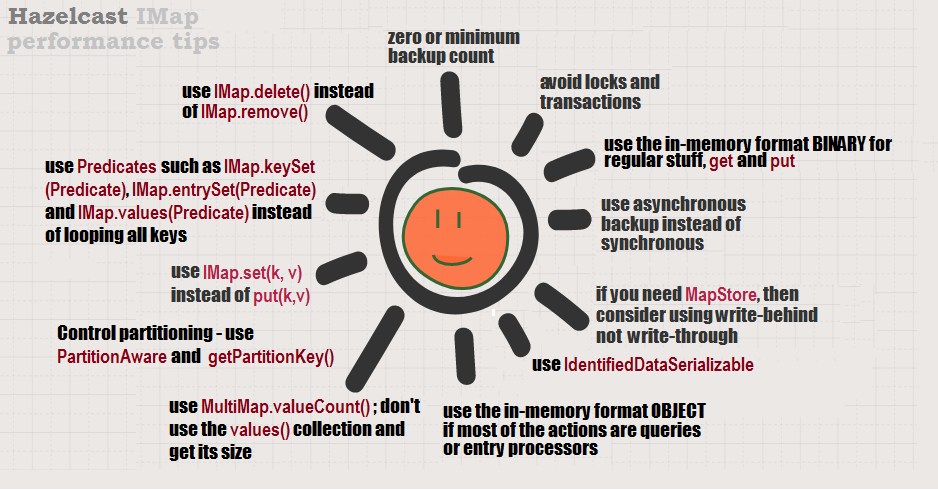 Hazelcast IMap
performance tips
zero or minimum
backup count
avoid locks and
transactions
use the in-memory format BINARY for
regular stuff, get and put
use asynchronous
backup instead of
synchronous
if you need MapStore, then
consider using write-behind
not write-through
use IdentifiedDataSerializable
use the in-memory format OBJECT
if most of the actions are queries
or entry processors
use MultiMap.valueCount() ; don't
use the values() collection and
get its size
Control partitioning - use
PartitionAware and getPartitionKey()
use IMap.set(k, v)
instead of put(k,v)
use Predicates such as IMap.keySet
(Predicate), IMap.entrySet(Predicate)
and IMap.values(Predicate) instead
of looping all keys
use IMap.delete() instead
of IMap.remove()